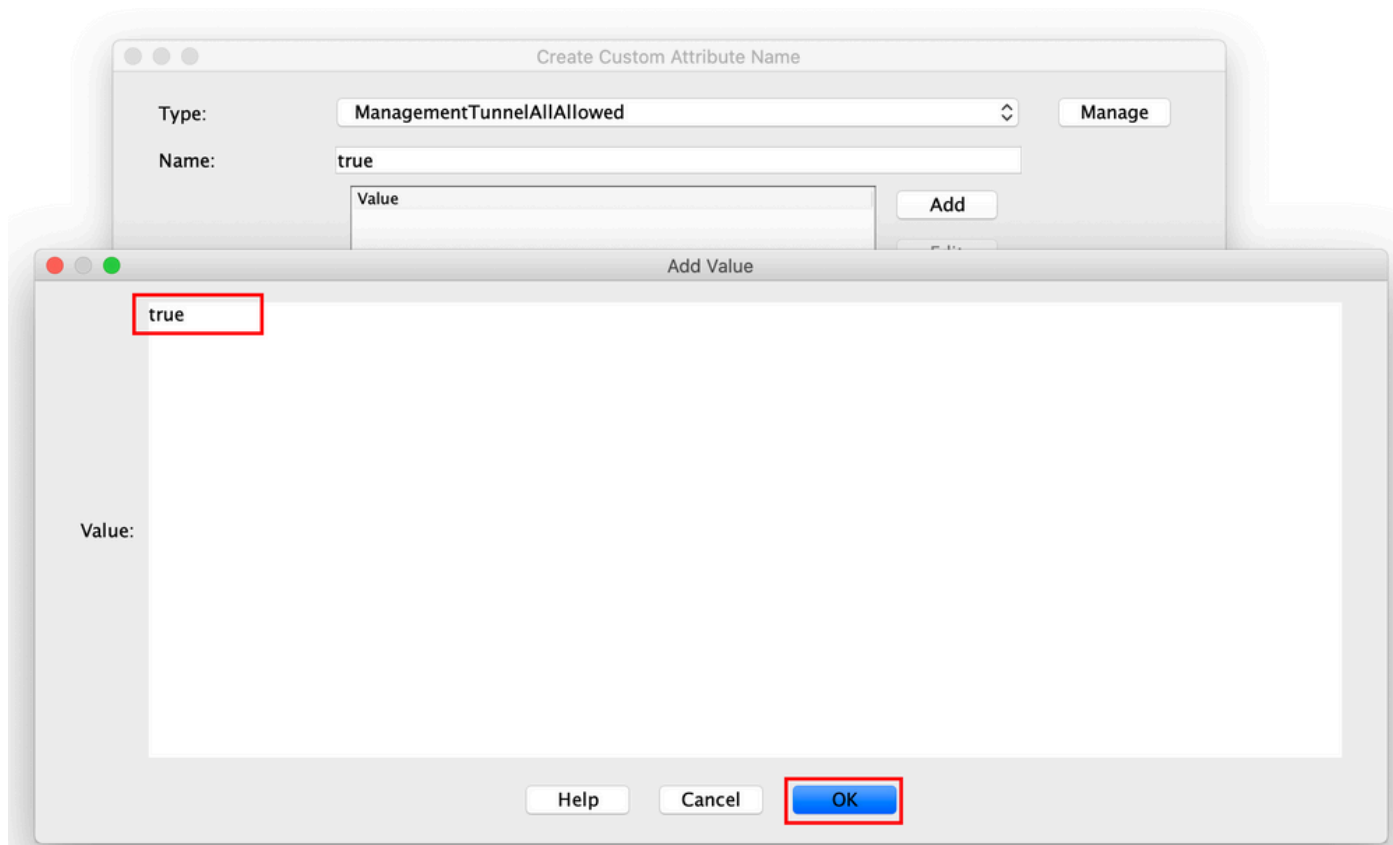 Create Custom Attribute Name
Type: ManagementTunnelAllAllowed Manage
Name: true
Value Add
Add Value
true
Value:
Help Cancel OK